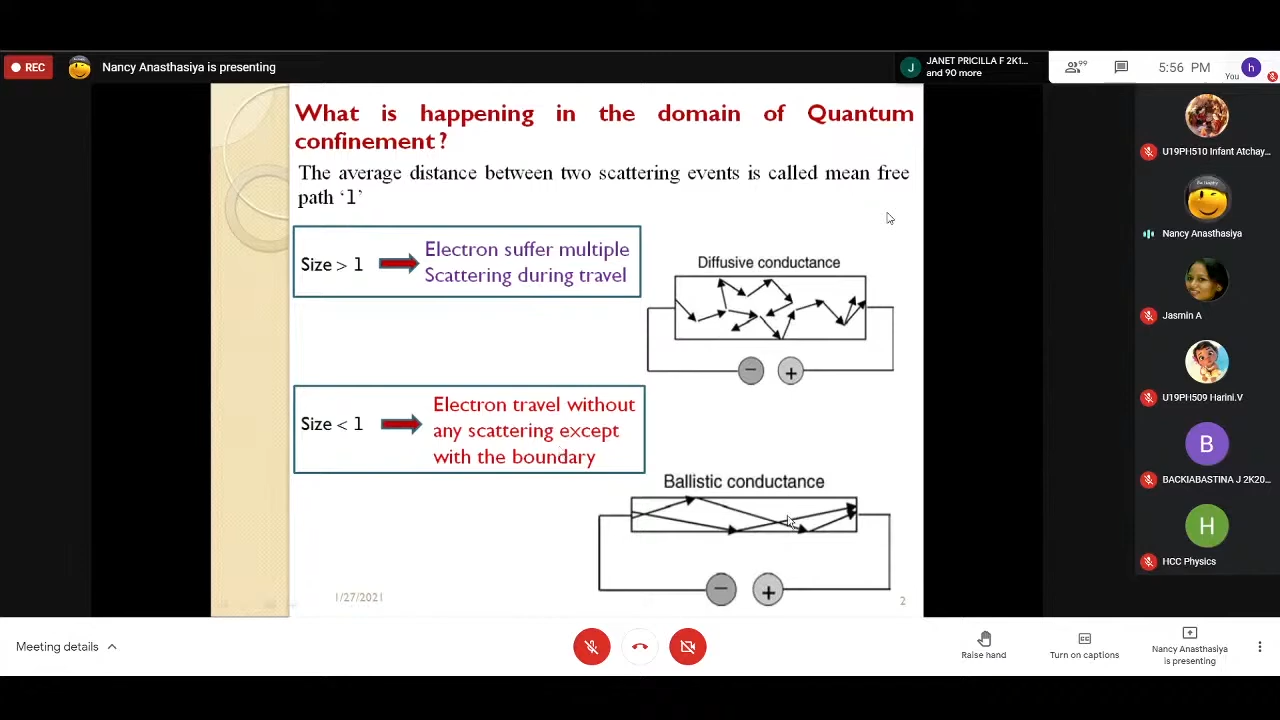 REC
Nancy Anasthasiya is presenting
J
JANET PRICILLA F 2K1...
and 90 more
99
5:56 PM
You
h
What is happening in the domain of Quantum
confinement ?
The average distance between two scattering events is called mean free
path ‘l’
Size > l
Electron suffer multiple
Scattering during travel
Diffusive conductance
−
+
Size < l
Electron travel without
any scattering except
with the boundary
Ballistic conductance
−
+
1/27/2021
2
U19PH510 Infant Atchay...
Nancy Anasthasiya
Jasmin A
U19PH509 Harini.V
B
BACKIABASTINA J 2K20...
H
HCC Physics
Meeting details
Raise hand
Turn on captions
Nancy Anasthasiya
is presenting